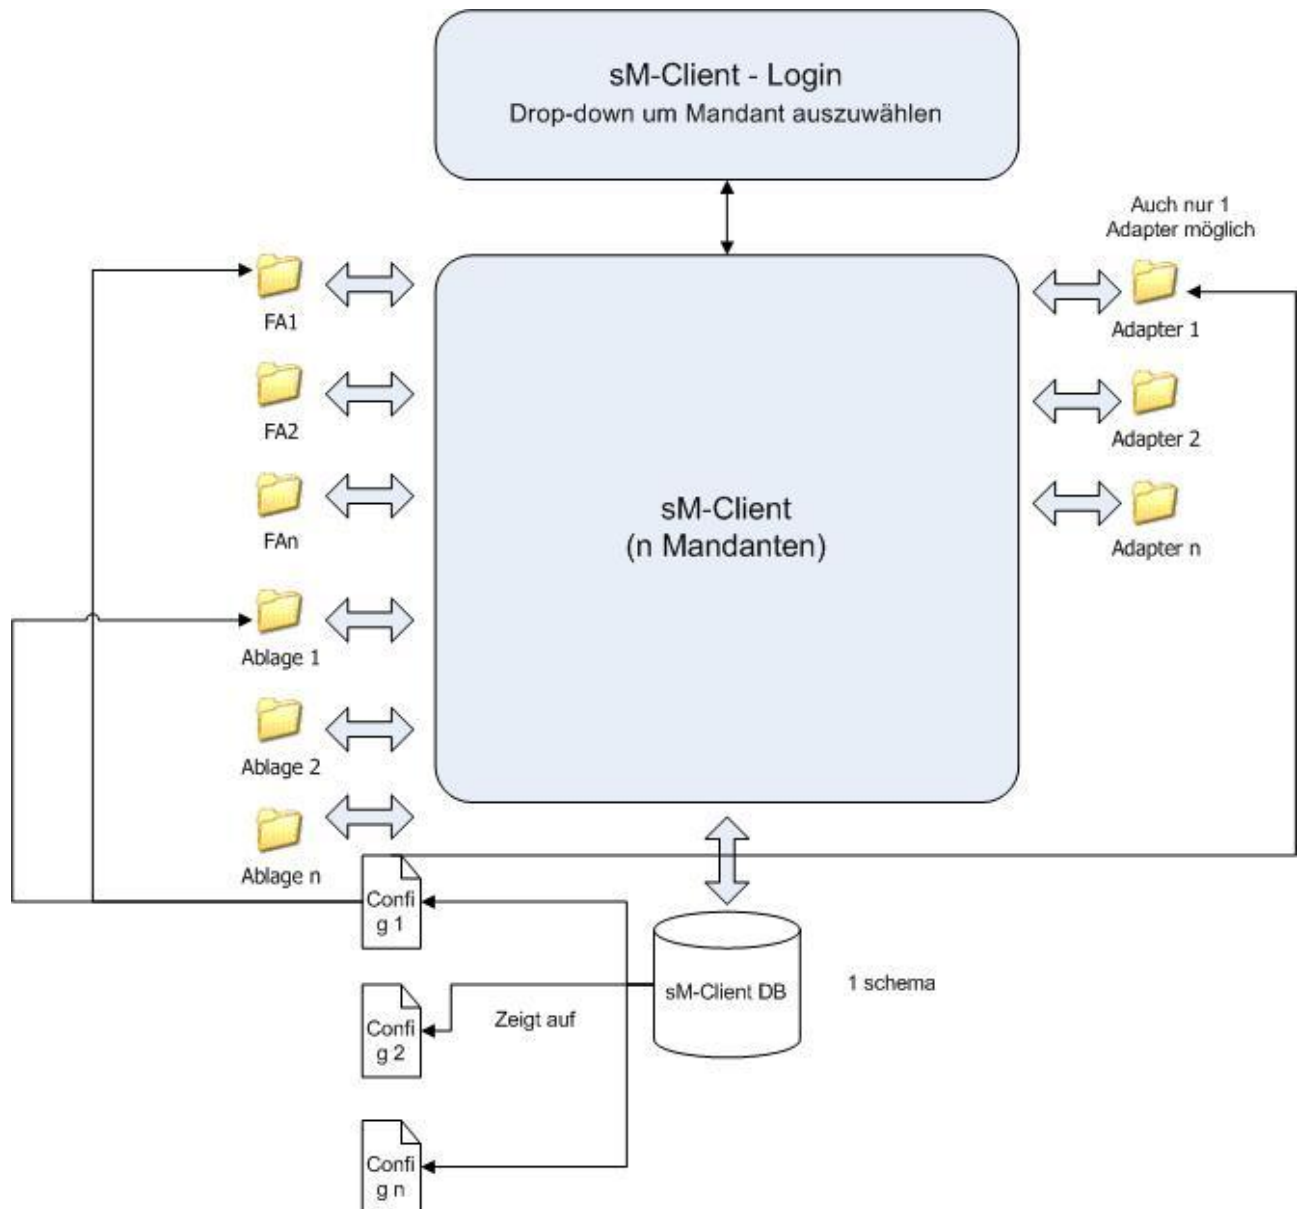 sM-Client - Login
Drop-down um Mandant auszuwählen
Auch nur 1
Adapter möglich
FA1
FA2
FAn
Ablage 1
Ablage 2
Ablage n
sM-Client
(n Mandanten)
Adapter 1
Adapter 2
Adapter n
Confi
g 1
Confi
g 2
Confi
g n
Zeigt auf
sM-Client DB
1 schema